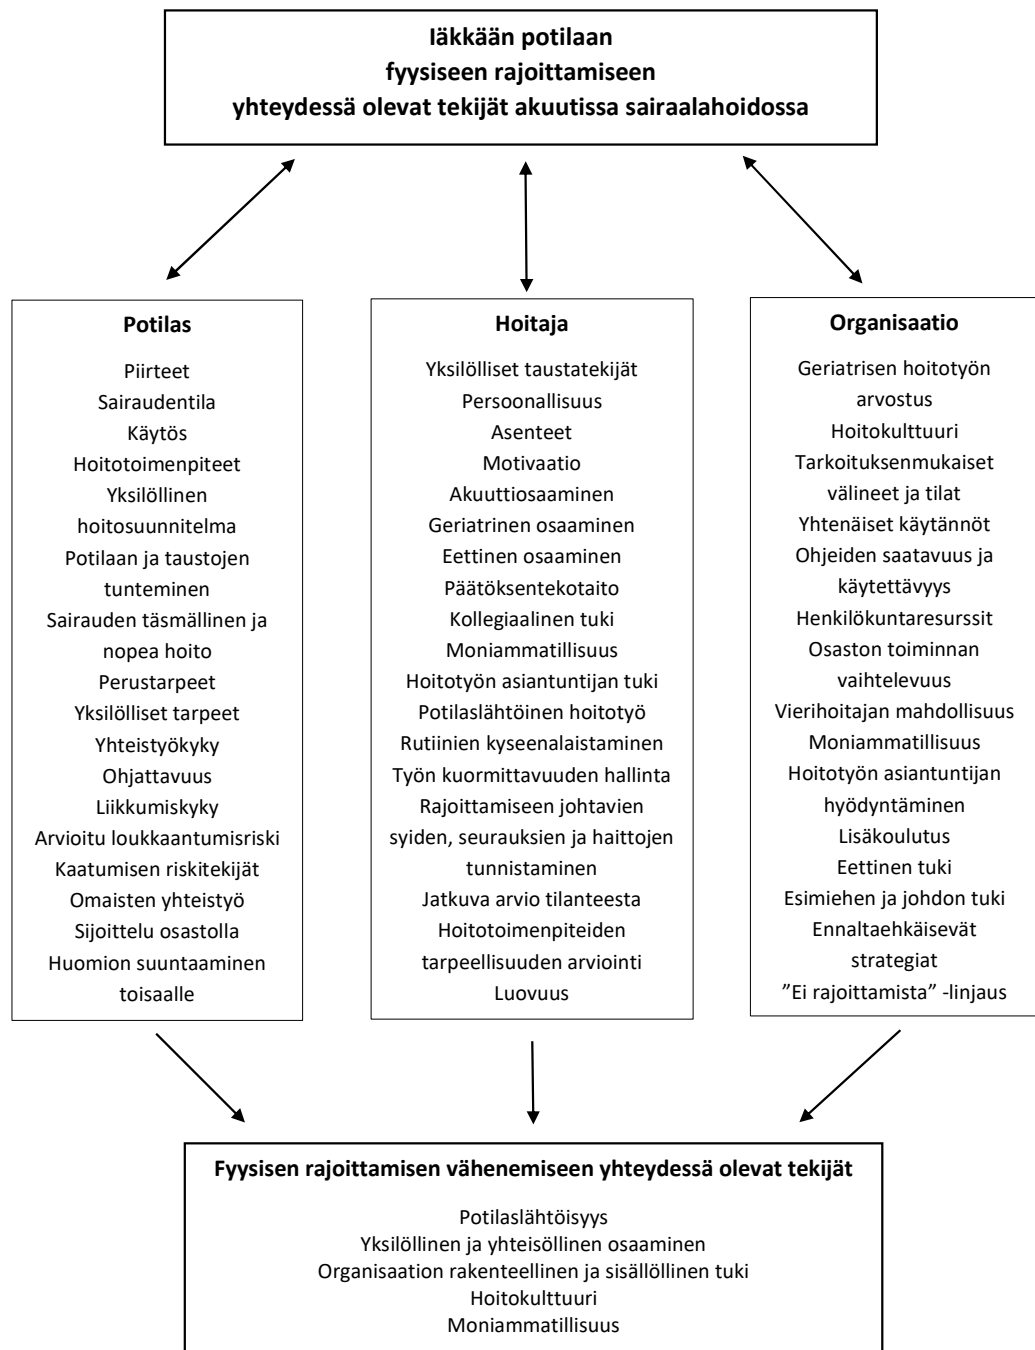 Iäkkään potilaan
fyysiseen rajoittamiseen
yhteydessä olevat tekijät akuutissa sairaalahoidossa
Potilas
Piirteet
Sairaudentila
Käytös
Hoitotoimenpiteet
Yksilöllinen
hoitosuunnitelma
Potilaan ja taustojen
tunteminen
Sairauden täsmällinen ja
nopea hoito
Perustarpeet
Yksilölliset tarpeet
Yhteistyökyky
Ohjattavuus
Liikkumiskyky
Arvioitu loukkaantumisriski
Kaatumisen riskitekijät
Omaisten yhteistyö
Sijoittelu osastolla
Huomion suuntaaminen
toisaalle
Hoitaja
Yksilölliset taustatekijät
Persoonallisuus
Asenteet
Motivaatio
Akuuttiosaaminen
Geriatrinen osaaminen
Eettinen osaaminen
Päätöksentekotaito
Kollegiaalinen tuki
Moniammatillisuus
Hoitotyön asiantuntijan tuki
Potilaslähtöinen hoitotyö
Rutiinien kyseenalaistaminen
Työn kuormittavuuden hallinta
Rajoittamiseen johtavien
syiden, seurauksien ja haittojen
tunnistaminen
Jatkuva arvio tilanteesta
Hoitotoimenpiteiden
tarpeellisuuden arviointi
Luovuus
Organisaatio
Geriatrisen hoitotyön
arvostus
Hoitokulttuuri
Tarkoituksenmukaiset
välineet ja tilat
Yhtenäiset käytännöt
Ohjeiden saatavuus ja
käytettävyys
Henkilökuntaresurssit
Osaston toiminnan
vaihtelevuus
Vierihoitajan mahdollisuus
Moniammatillisuus
Hoitotyön asiantuntijan
hyödyntäminen
Lisäkoulutus
Eettinen tuki
Esimiehen ja johdon tuki
Ennaltaehkäisevät
strategiat
”Ei rajoittamista” -linjaus
Fyysisen rajoittamisen vähenemiseen yhteydessä olevat tekijät
Potilaslähtöisyys
Yksilöllinen ja yhteisöllinen osaaminen
Organisaation rakenteellinen ja sisällöllinen tuki
Hoitokulttuuri
Moniammatillisuus